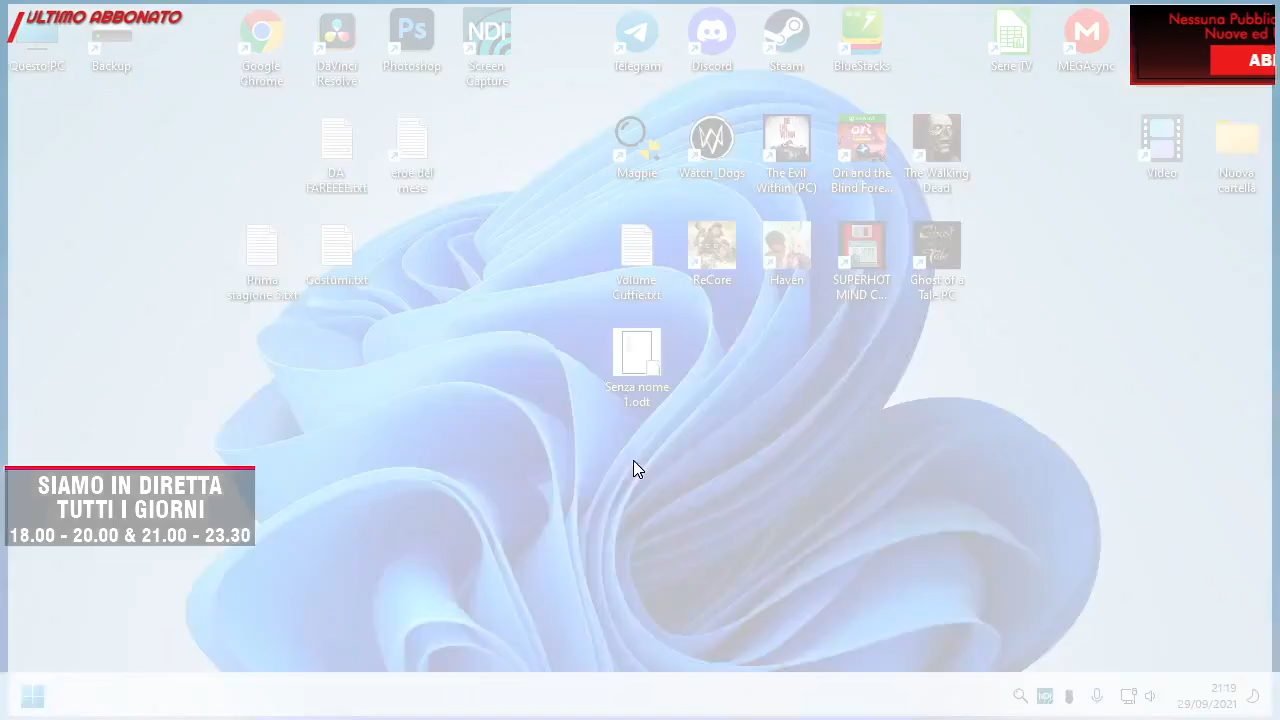 ULTIMO ABBONATO
Nessuna Pubblic
Nuove ed
ABB
Questo PC
Backup
Google
Chrome
DaVinci
Resolve
Ps
Photoshop
NDI
Screen
Capture
Telegram
Discord
Steam
BlueStacks
Serie TV
MEGAsync
DA
FAREEEE.txt
eroe del
mese
Magpie
Watch_Dogs
The Evil
Within (PC)
Ori and the
Blind Fore...
The Walking
Dead
Video
Nuova
cartella
Prima
stagione 5.txt
Costumi.txt
Volume
Cuffie.txt
ReCore
Haven
SUPERHOT
MIND C...
Ghost of a
Tale PC
Senza nome
1.odt
SIAMO IN DIRETTA
TUTTI I GIORNI
18.00 - 20.00 & 21.00 - 23.30
21:19
29/09/2021